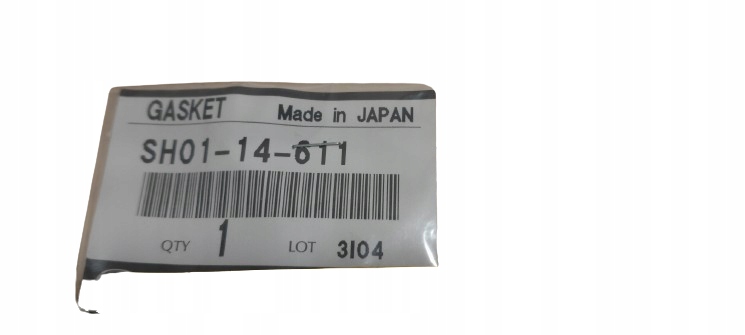 GASKET Made in JAPAN
SH01-14-611
QTY 1 LOT 3I04